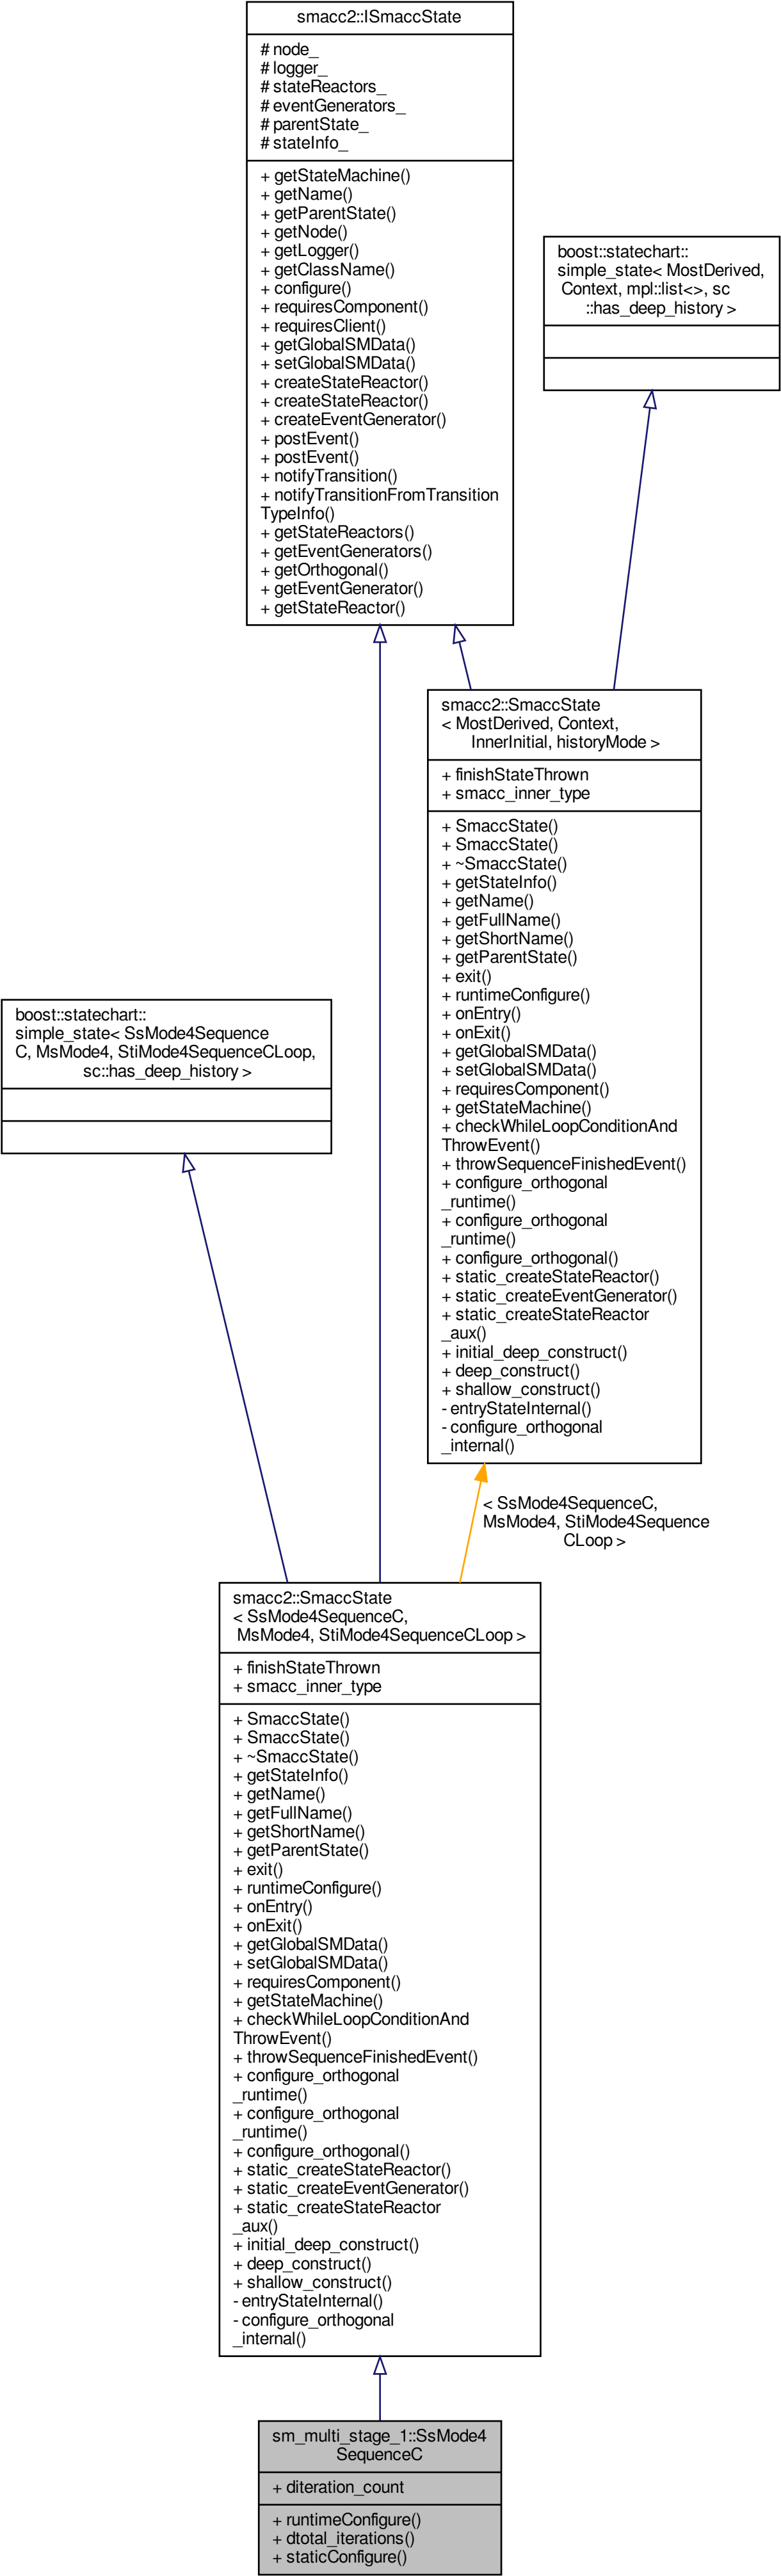 smacc2::ISmaccState
# node_
# logger_
# stateReactors_
# eventGenerators_
# parentState_
# stateInfo_
+ getStateMachine()
+ getName()
+ getParentState()
+ getNode()
+ getLogger()
+ getClassName()
+ configure()
+ requiresComponent()
+ requiresClient()
+ getGlobalSMData()
+ setGlobalSMData()
+ createStateReactor()
+ createStateReactor()
+ createEventGenerator()
+ postEvent()
+ postEvent()
+ notifyTransition()
+ notifyTransitionFromTransition
TypeInfo()
+ getStateReactors()
+ getEventGenerators()
+ getOrthogonal()
+ getEventGenerator()
+ getStateReactor()
boost::statechart::
simple_state< MostDerived,
Context, mpl::list<>, sc
::has_deep_history >
smacc2::SmaccState
< MostDerived, Context,
InnerInitial, historyMode >
+ finishStateThrown
+ smacc_inner_type
+ SmaccState()
+ SmaccState()
+ ~SmaccState()
+ getStateInfo()
+ getName()
+ getFullName()
+ getShortName()
+ getParentState()
+ exit()
+ runtimeConfigure()
+ onEntry()
+ onExit()
+ getGlobalSMData()
+ setGlobalSMData()
+ requiresComponent()
+ getStateMachine()
+ checkWhileLoopConditionAnd
ThrowEvent()
+ throwSequenceFinishedEvent()
+ configure_orthogonal
_runtime()
+ configure_orthogonal
_runtime()
+ configure_orthogonal()
+ static_createStateReactor()
+ static_createEventGenerator()
+ static_createStateReactor
_aux()
+ initial_deep_construct()
+ deep_construct()
+ shallow_construct()
- entryStateInternal()
- configure_orthogonal
_internal()
boost::statechart::
simple_state< SsMode4Sequence
C, MsMode4, StiMode4SequenceCLoop,
sc::has_deep_history >
< SsMode4SequenceC,
MsMode4, StiMode4Sequence
CLoop >
smacc2::SmaccState
< SsMode4SequenceC,
MsMode4, StiMode4SequenceCLoop >
+ finishStateThrown
+ smacc_inner_type
+ SmaccState()
+ SmaccState()
+ ~SmaccState()
+ getStateInfo()
+ getName()
+ getFullName()
+ getShortName()
+ getParentState()
+ exit()
+ runtimeConfigure()
+ onEntry()
+ onExit()
+ getGlobalSMData()
+ setGlobalSMData()
+ requiresComponent()
+ getStateMachine()
+ checkWhileLoopConditionAnd
ThrowEvent()
+ throwSequenceFinishedEvent()
+ configure_orthogonal
_runtime()
+ configure_orthogonal
_runtime()
+ configure_orthogonal()
+ static_createStateReactor()
+ static_createEventGenerator()
+ static_createStateReactor
_aux()
+ initial_deep_construct()
+ deep_construct()
+ shallow_construct()
- entryStateInternal()
- configure_orthogonal
_internal()
sm_multi_stage_1::SsMode4
SequenceC
+ diteration_count
+ runtimeConfigure()
+ dtotal_iterations()
+ staticConfigure()